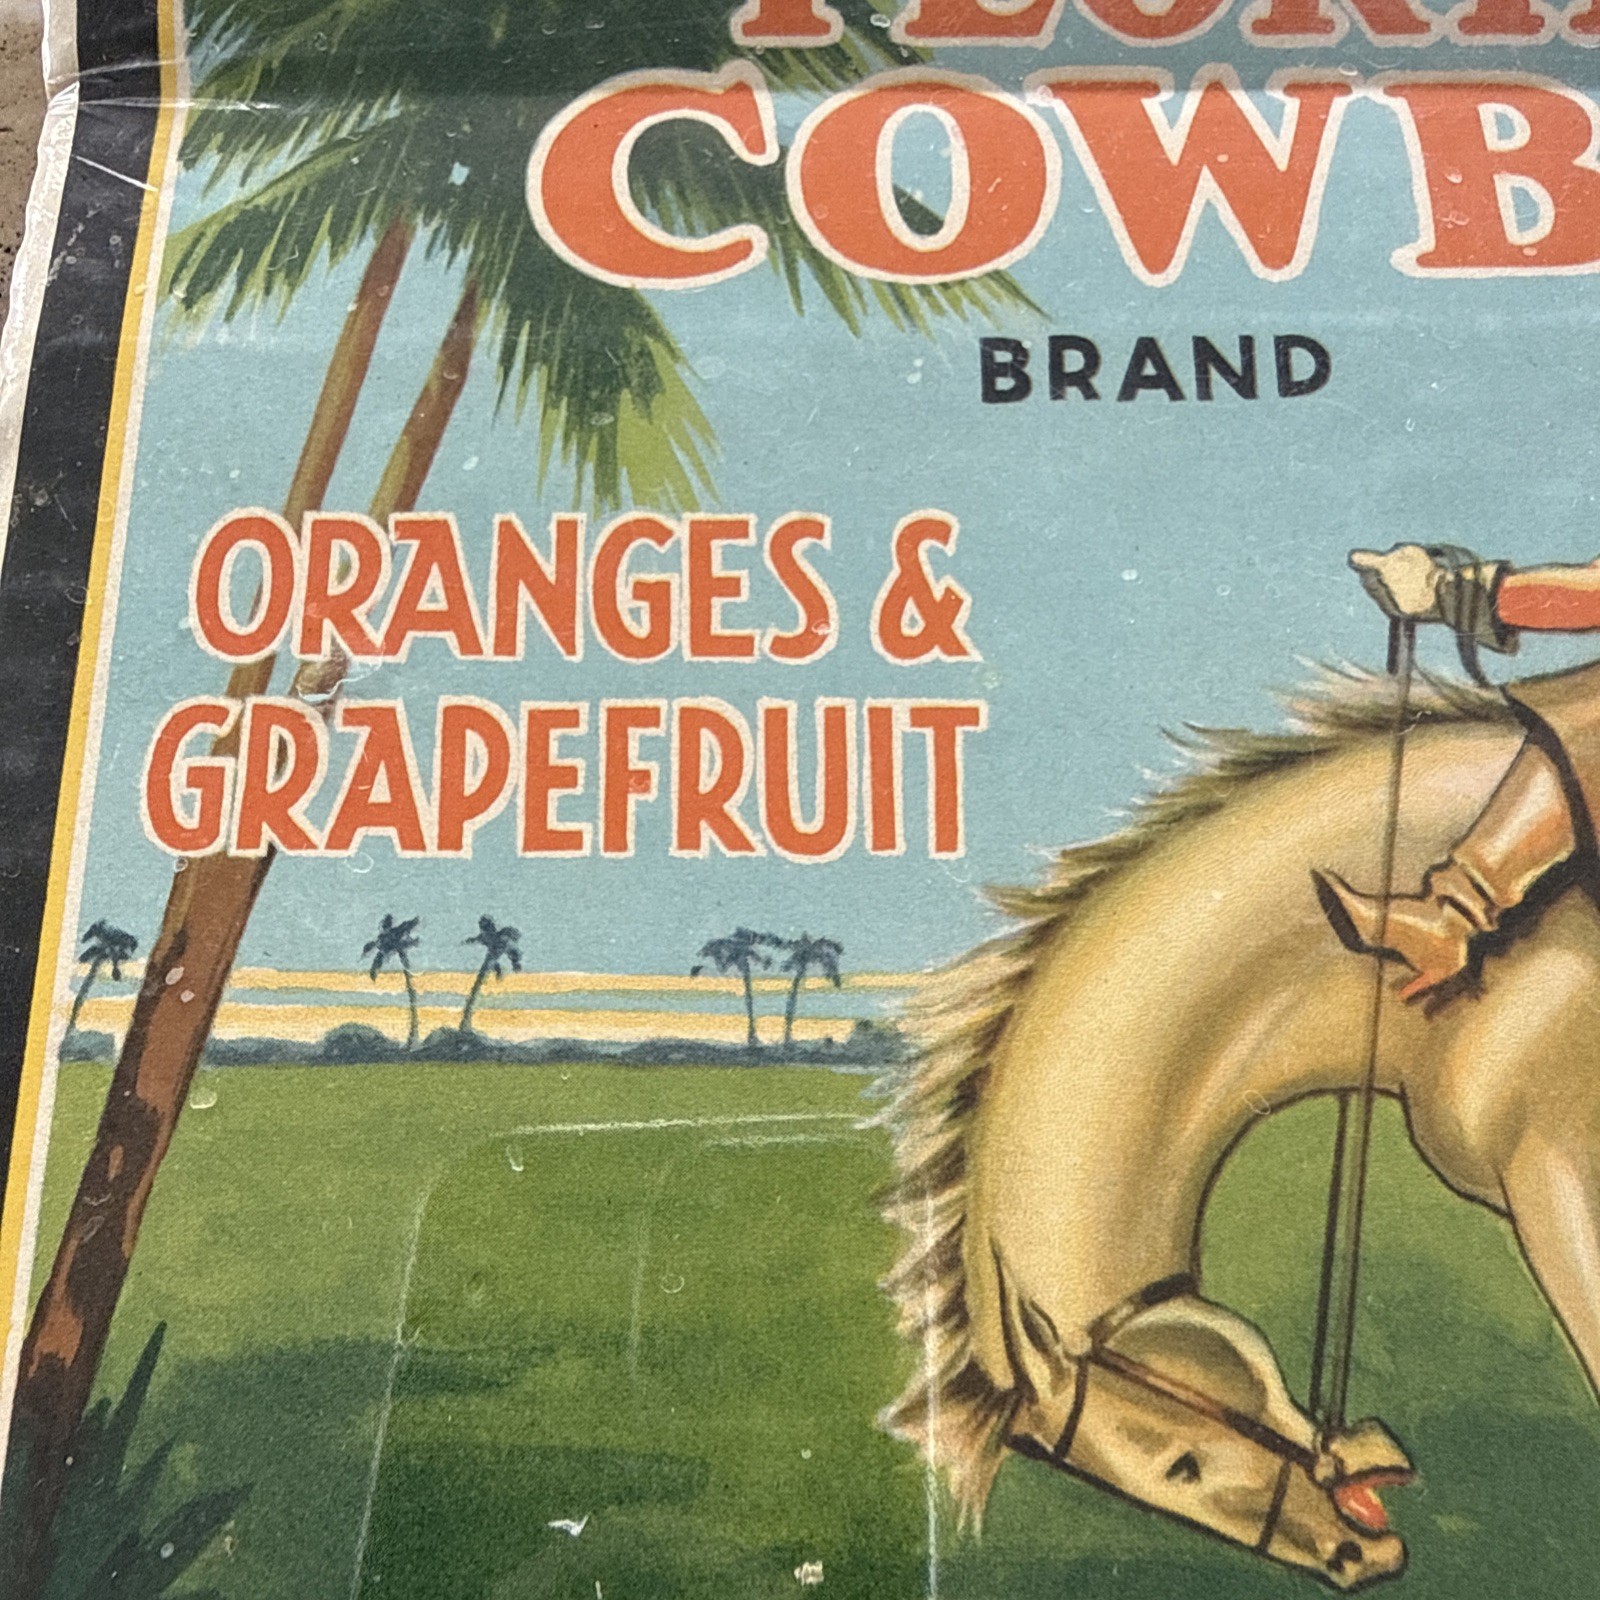 COWB
BRAND
ORANGES &
GRAPEFRUIT